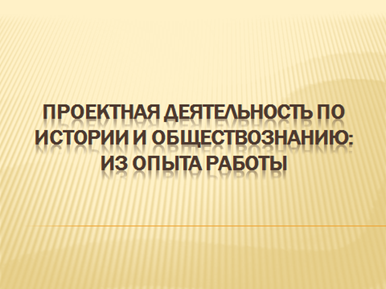 ПРОЕКТНАЯ ДЕЯТЕЛЬНОСТЬ ПО
ИСТОРИИ И ОБЩЕСТВОЗНАНИЮ:
ИЗ ОПЫТА РАБОТЫ